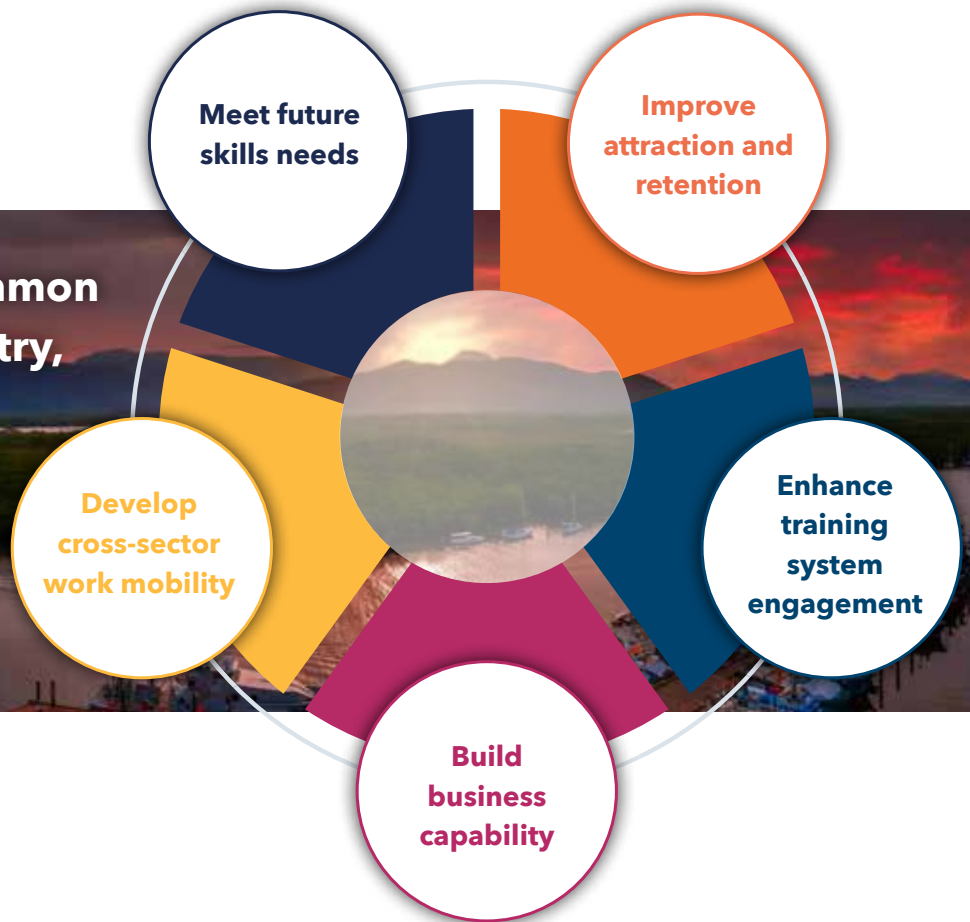 Meet future
skills needs
Improve
attraction and
retention
try,
Develop
cross-sector
work mobility
Enhance
training
system
engagement
Build
business
capability